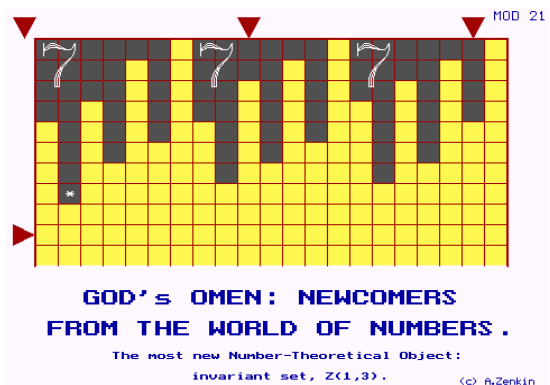 MOD 21
7 7 7
*
GOD's OMEN: NEWCOMERS
FROM THE WORLD OF NUMBERS.
The most new Number-Theoretical Object:
invariant set, Z(1,3).
(c) A.Zenkin